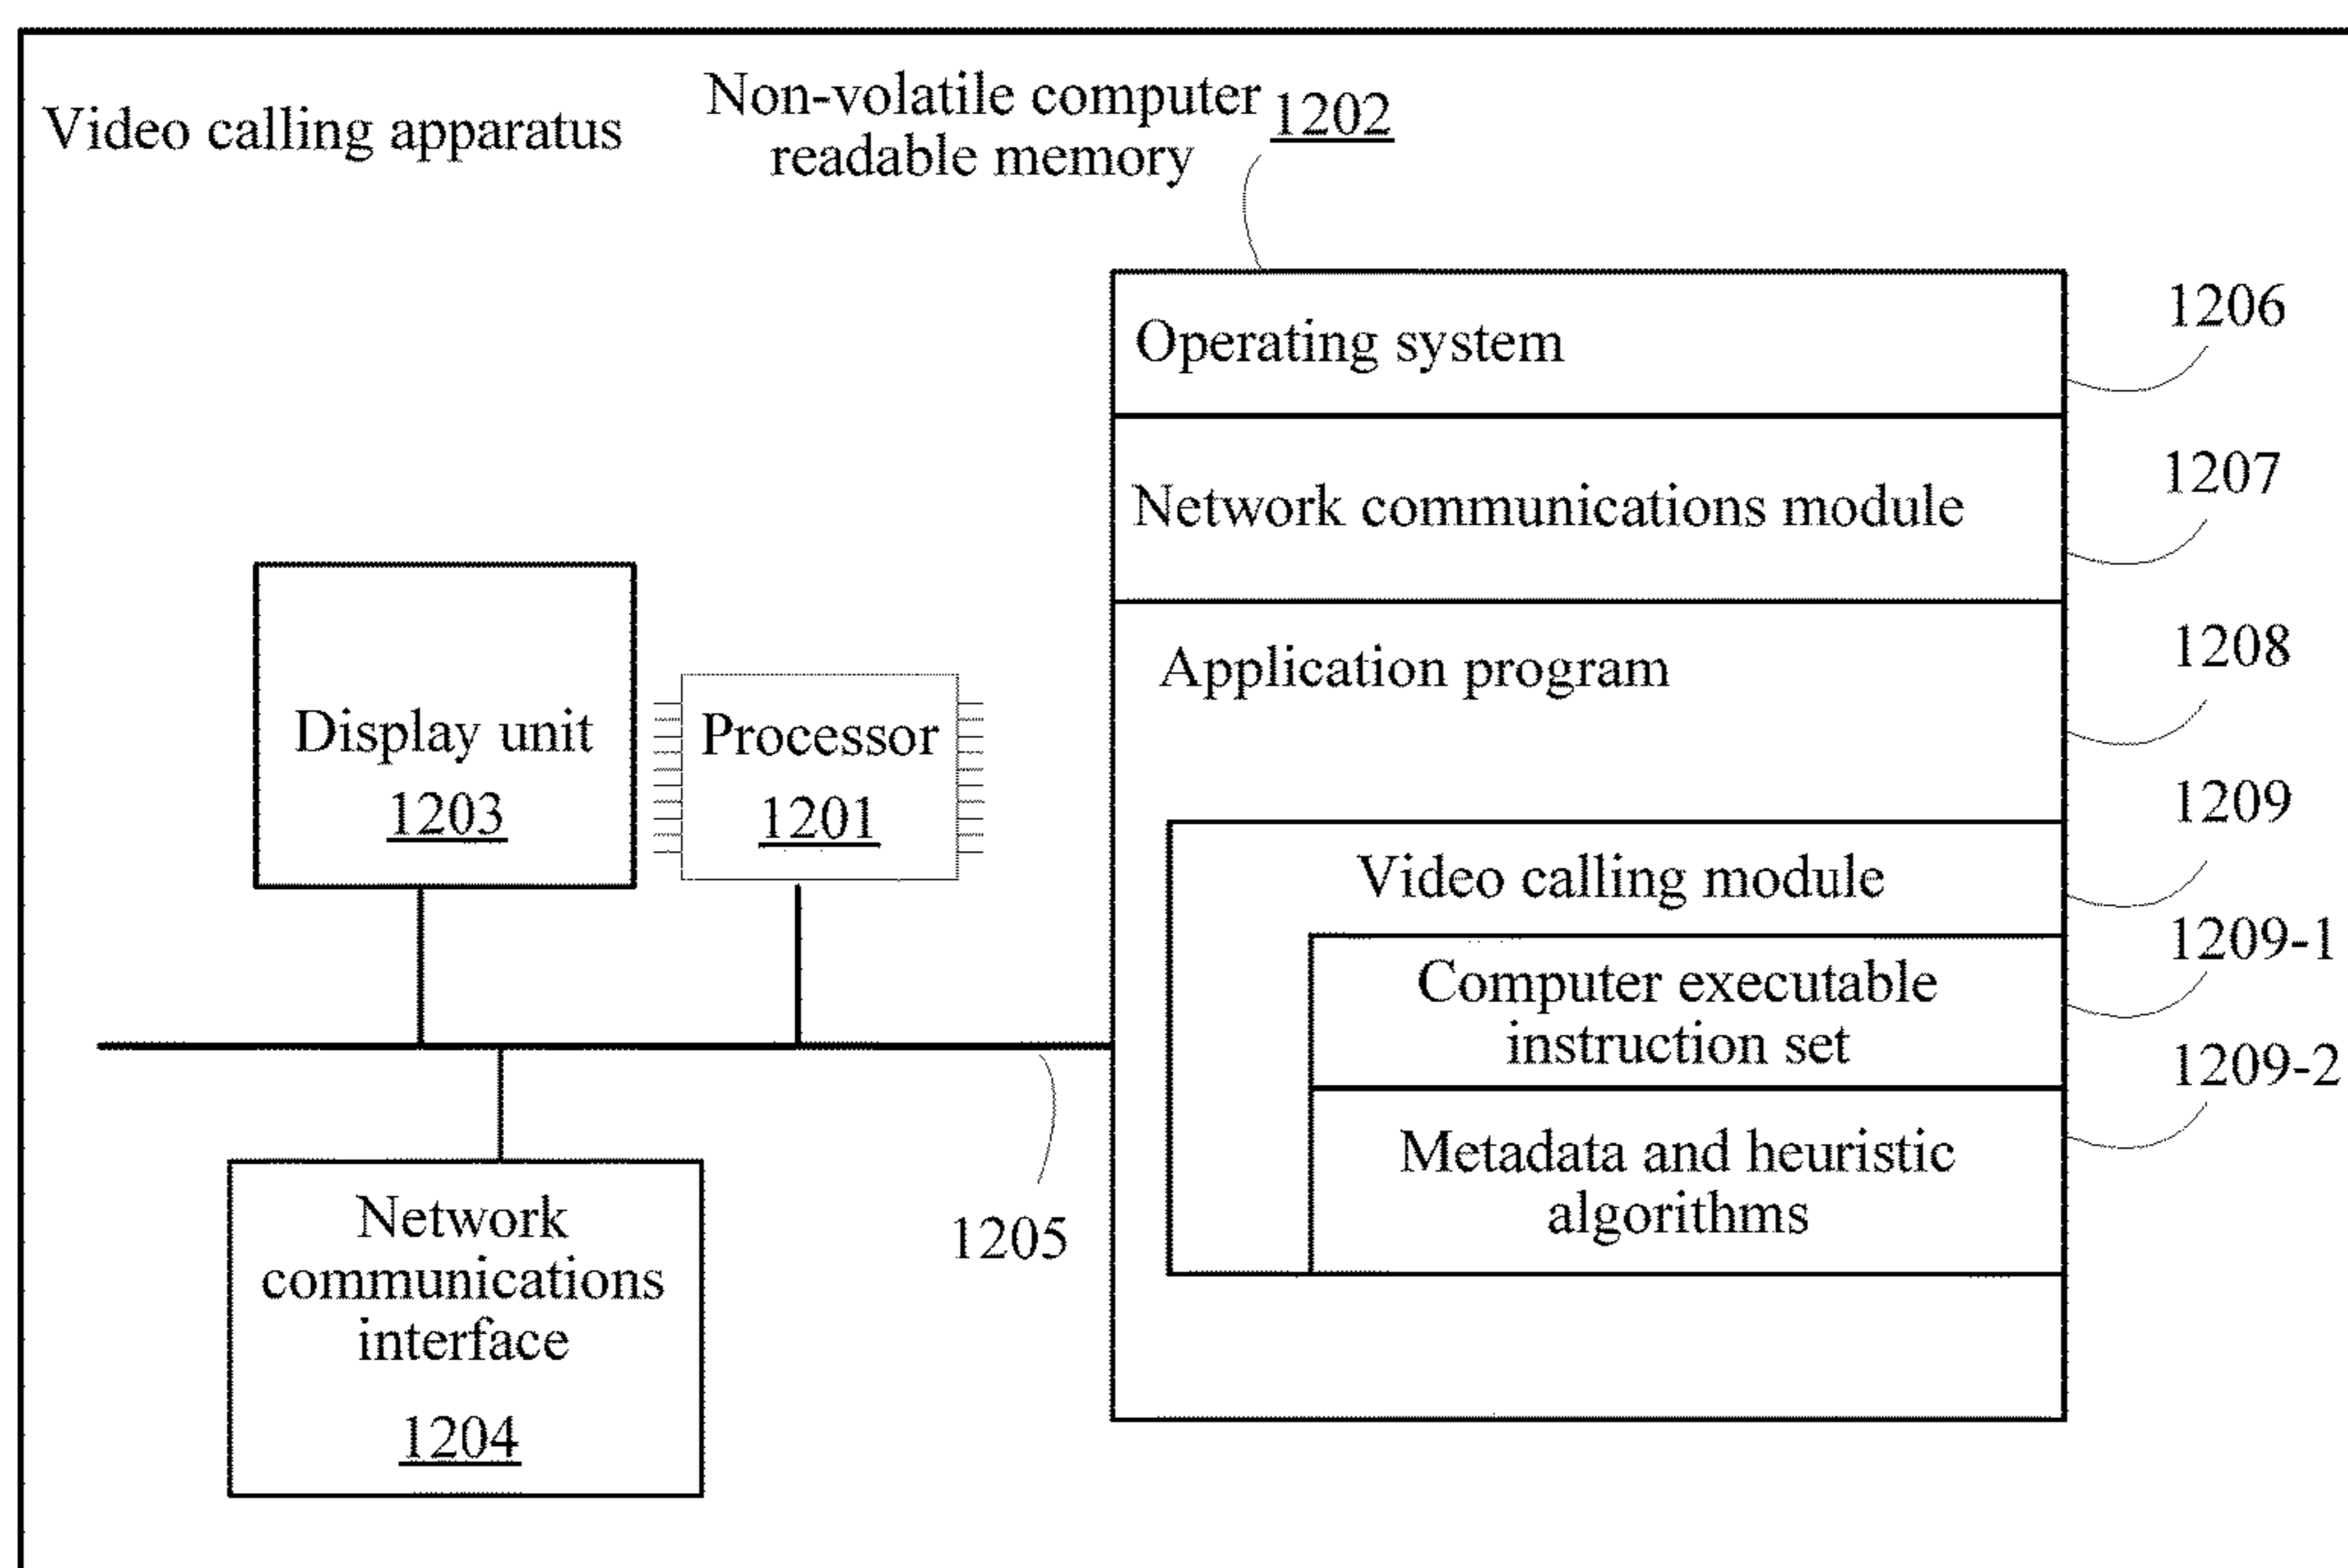 Video calling apparatus
Non-volatile computer
readable memory
1202
Operating system
1206
Network communications module
1207
Application program
1208
Display unit
1203
Processor
1201
1209
Video calling module
1209-1
Computer executable
instruction set
1209-2
Metadata and heuristic
algorithms
1205
Network
communications
interface
1204